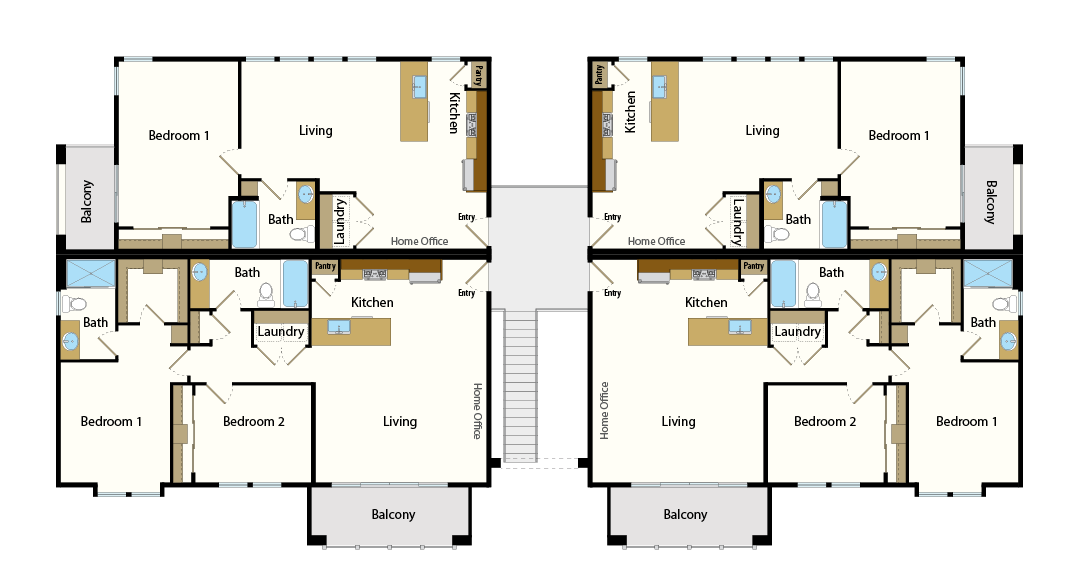 Bedroom 1
Living
Kitchen
Pantry
Balcony
Bath
Laundry
Entry
Home Office
Pantry
Kitchen
Living
Bedroom 1
Balcony
Entry
Home Office
Laundry
Bath
Bath
Bath
Pantry
Kitchen
Laundry
Entry
Bedroom 1
Bedroom 2
Living
Home Office
Balcony
Entry
Pantry
Kitchen
Bath
Bath
Laundry
Home Office
Living
Bedroom 2
Bedroom 1
Balcony